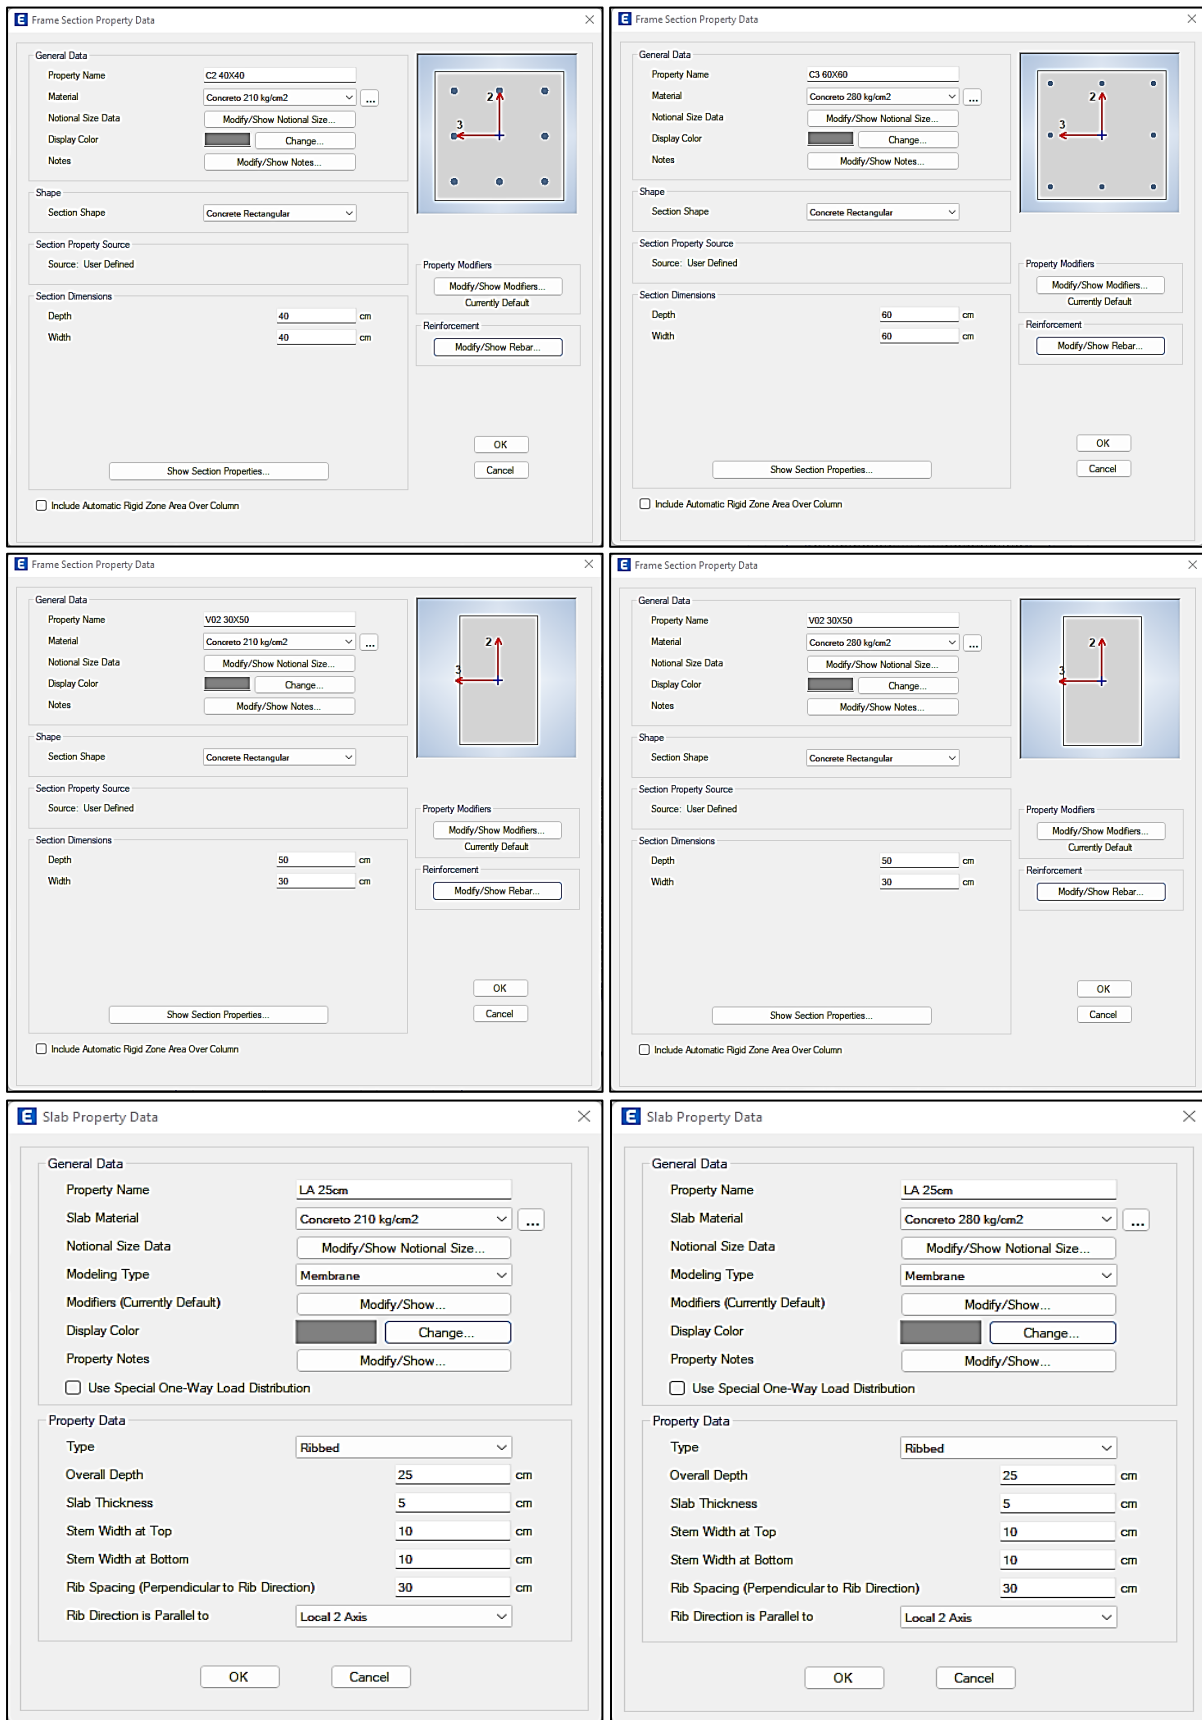 E Frame Section Property Data
General Data
Property Name C2 40X40
Material Concreto 210 kg/cm2 ...
Notional Size Data Modify/Show Notional Size...
Display Color Change...
Notes Modify/Show Notes...
Shape
Section Shape Concrete Rectangular
Section Property Source
Source: User Defined
Section Dimensions
Depth 40 cm
Width 40 cm
Show Section Properties...
Include Automatic Rigid Zone Area Over Column
2
3
Property Modifiers
Modify/Show Modifiers...
Currently Default
Reinforcement
Modify/Show Rebar...
OK
Cancel
E Frame Section Property Data
General Data
Property Name C3 60X60
Material Concreto 280 kg/cm2 ...
Notional Size Data Modify/Show Notional Size...
Display Color Change...
Notes Modify/Show Notes...
Shape
Section Shape Concrete Rectangular
Section Property Source
Source: User Defined
Section Dimensions
Depth 60 cm
Width 60 cm
Show Section Properties...
Include Automatic Rigid Zone Area Over Column
2
3
Property Modifiers
Modify/Show Modifiers...
Currently Default
Reinforcement
Modify/Show Rebar...
OK
Cancel
E Frame Section Property Data
General Data
Property Name V02 30X50
Material Concreto 210 kg/cm2 ...
Notional Size Data Modify/Show Notional Size...
Display Color Change...
Notes Modify/Show Notes...
Shape
Section Shape Concrete Rectangular
Section Property Source
Source: User Defined
Section Dimensions
Depth 50 cm
Width 30 cm
Show Section Properties...
Include Automatic Rigid Zone Area Over Column
2
3
Property Modifiers
Modify/Show Modifiers...
Currently Default
Reinforcement
Modify/Show Rebar...
OK
Cancel
E Frame Section Property Data
General Data
Property Name V02 30X50
Material Concreto 280 kg/cm2 ...
Notional Size Data Modify/Show Notional Size...
Display Color Change...
Notes Modify/Show Notes...
Shape
Section Shape Concrete Rectangular
Section Property Source
Source: User Defined
Section Dimensions
Depth 50 cm
Width 30 cm
Show Section Properties...
Include Automatic Rigid Zone Area Over Column
2
3
Property Modifiers
Modify/Show Modifiers...
Currently Default
Reinforcement
Modify/Show Rebar...
OK
Cancel
E Slab Property Data
General Data
Property Name LA 25cm
Slab Material Concreto 210 kg/cm2 ...
Notional Size Data Modify/Show Notional Size...
Modeling Type Membrane
Modifiers (Currently Default) Modify/Show...
Display Color Change...
Property Notes Modify/Show...
Use Special One-Way Load Distribution
Property Data
Type Ribbed
Overall Depth 25 cm
Slab Thickness 5 cm
Stem Width at Top 10 cm
Stem Width at Bottom 10 cm
Rib Spacing (Perpendicular to Rib Direction) 30 cm
Rib Direction is Parallel to Local 2 Axis
OK Cancel
E Slab Property Data
General Data
Property Name LA 25cm
Slab Material Concreto 280 kg/cm2 ...
Notional Size Data Modify/Show Notional Size...
Modeling Type Membrane
Modifiers (Currently Default) Modify/Show...
Display Color Change...
Property Notes Modify/Show...
Use Special One-Way Load Distribution
Property Data
Type Ribbed
Overall Depth 25 cm
Slab Thickness 5 cm
Stem Width at Top 10 cm
Stem Width at Bottom 10 cm
Rib Spacing (Perpendicular to Rib Direction) 30 cm
Rib Direction is Parallel to Local 2 Axis
OK Cancel